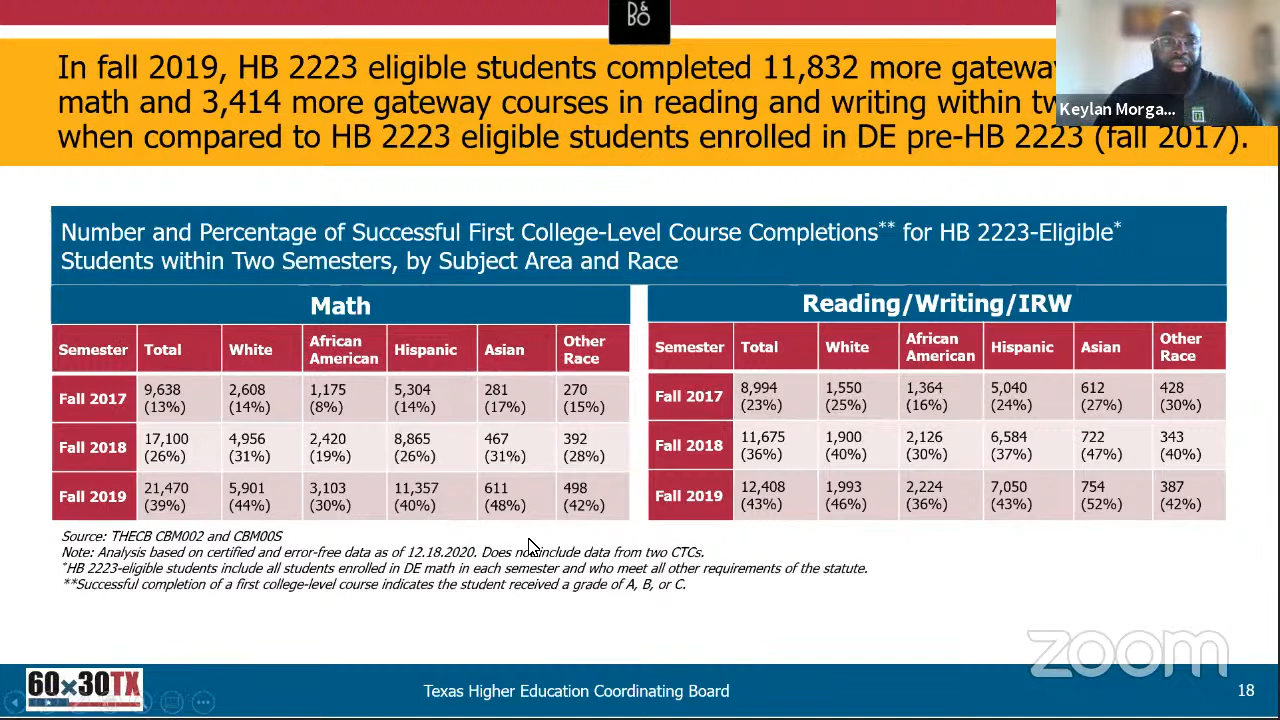 B&O
In fall 2019, HB 2223 eligible students completed 11,832 more gateway
math and 3,414 more gateway courses in reading and writing within
when compared to HB 2223 eligible students enrolled in DE pre-HB 2223 (fall 2017).
Keylan Morga...
Number and Percentage of Successful First College-Level Course Completions** for HB 2223-Eligible*
Students within Two Semesters, by Subject Area and Race
Math
Semester Total White African American Hispanic Asian Other Race
Fall 2017 9,638 (13%) 2,608 (14%) 1,175 (8%) 5,304 (14%) 281 (17%) 270 (15%)
Fall 2018 17,100 (26%) 4,956 (31%) 2,420 (19%) 8,865 (26%) 467 (31%) 392 (28%)
Fall 2019 21,470 (39%) 5,901 (44%) 3,103 (30%) 11,357 (40%) 611 (48%) 498 (42%)
Reading/Writing/IRW
Semester Total White African American Hispanic Asian Other Race
Fall 2017 8,994 (23%) 1,550 (25%) 1,364 (16%) 5,040 (24%) 612 (27%) 428 (30%)
Fall 2018 11,675 (36%) 1,900 (40%) 2,126 (30%) 6,584 (37%) 722 (47%) 343 (40%)
Fall 2019 12,408 (43%) 1,993 (46%) 2,224 (36%) 7,050 (43%) 754 (52%) 387 (42%)
Source: THECB CBM002 and CBM00S
Note: Analysis based on certified and error-free data as of 12.18.2020. Does not include data from two CTCs.
*HB 2223-eligible students include all students enrolled in DE math in each semester and who meet all other requirements of the statute.
**Successful completion of a first college-level course indicates the student received a grade of A, B, or C.
zoom
60x30TX
Texas Higher Education Coordinating Board
18